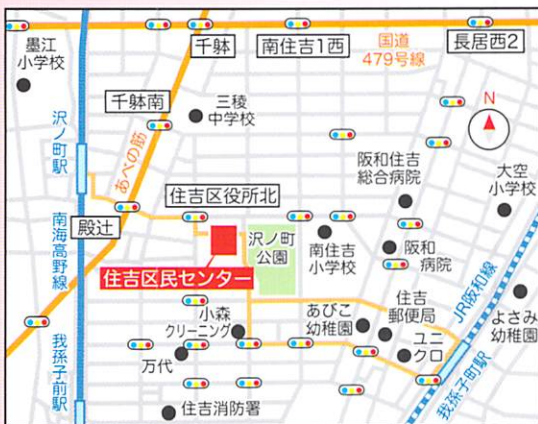 墨江
小学校
千躰
南住吉1西
国道
479号線
長居西2
千躰南
三稜
中学校
N
沢ノ町駅
あべの筋
阪和住吉
総合病院
大空
小学校
住吉区役所北
殿辻
南海高野線
沢ノ町
公園
南住吉
小学校
阪和
病院
住吉区民センター
JR阪和線
小森
クリーニング
あびこ
幼稚園
住吉
郵便局
よさみ
幼稚園
ユニ
クロ
我孫子前駅
万代
我孫子町駅
住吉消防署